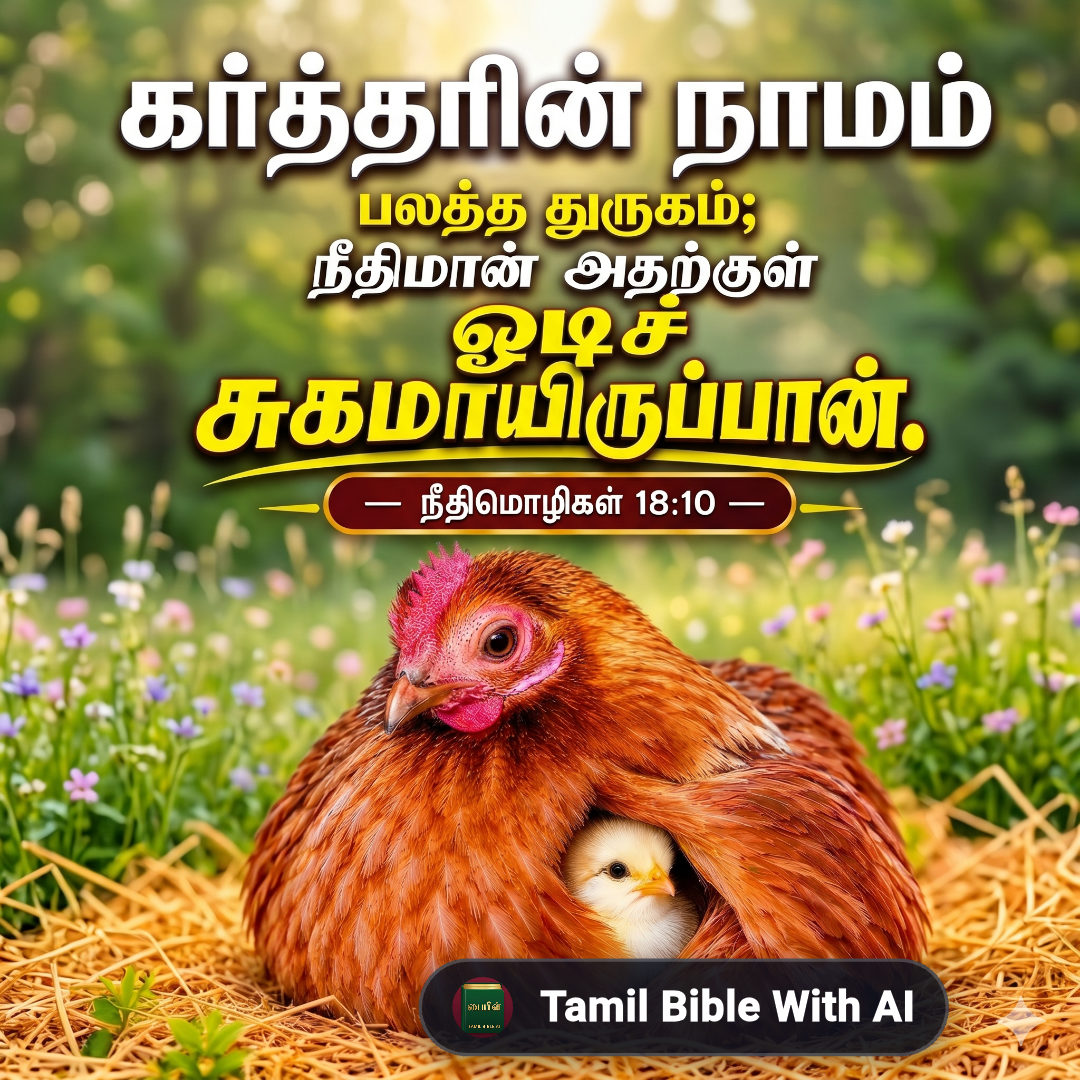 கர்த்தரின் நாமம்
பலத்த துருகம்;
நீதிமான் அதற்குள்
ஓடிச்
சுகமாயிருப்பான்.
— நீதிமொழிகள் 18:10 —
Tamil Bible With AI